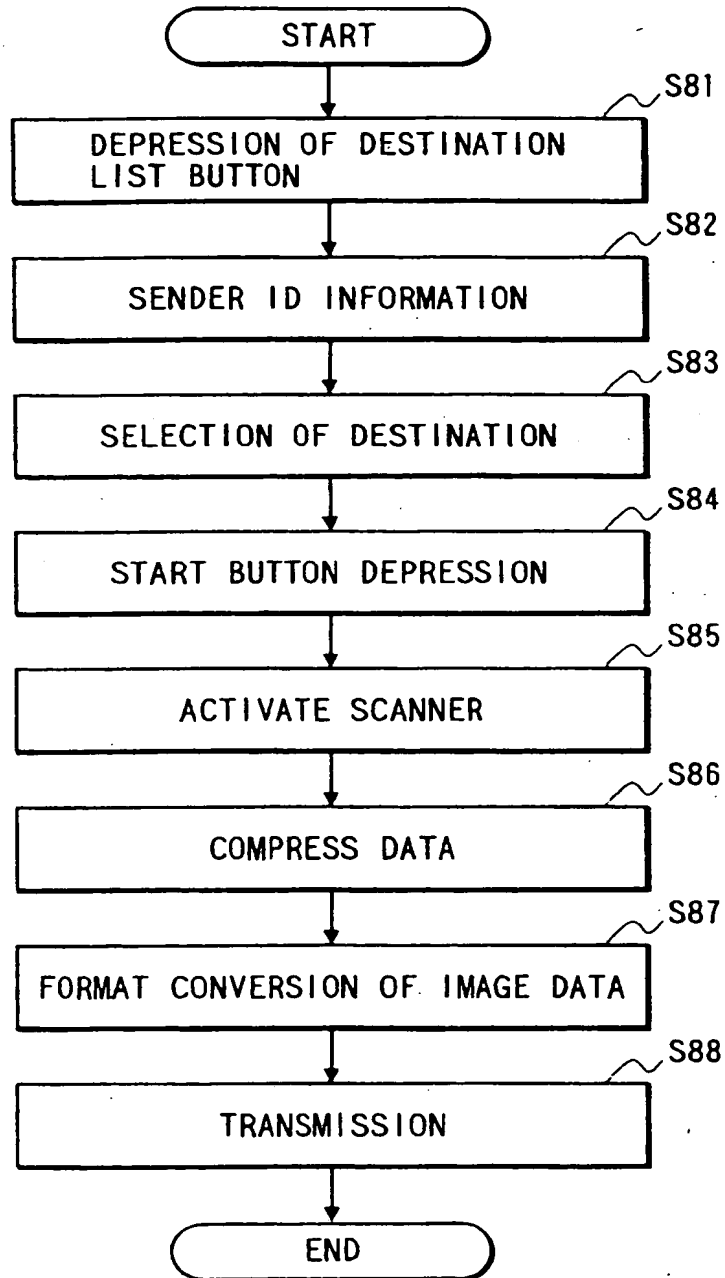 START
S81
DEPRESSION OF DESTINATION
LIST BUTTON
S82
SENDER ID INFORMATION
S83
SELECTION OF DESTINATION
S84
START BUTTON DEPRESSION
S85
ACTIVATE SCANNER
S86
COMPRESS DATA
S87
FORMAT CONVERSION OF IMAGE DATA
S88
TRANSMISSION
END